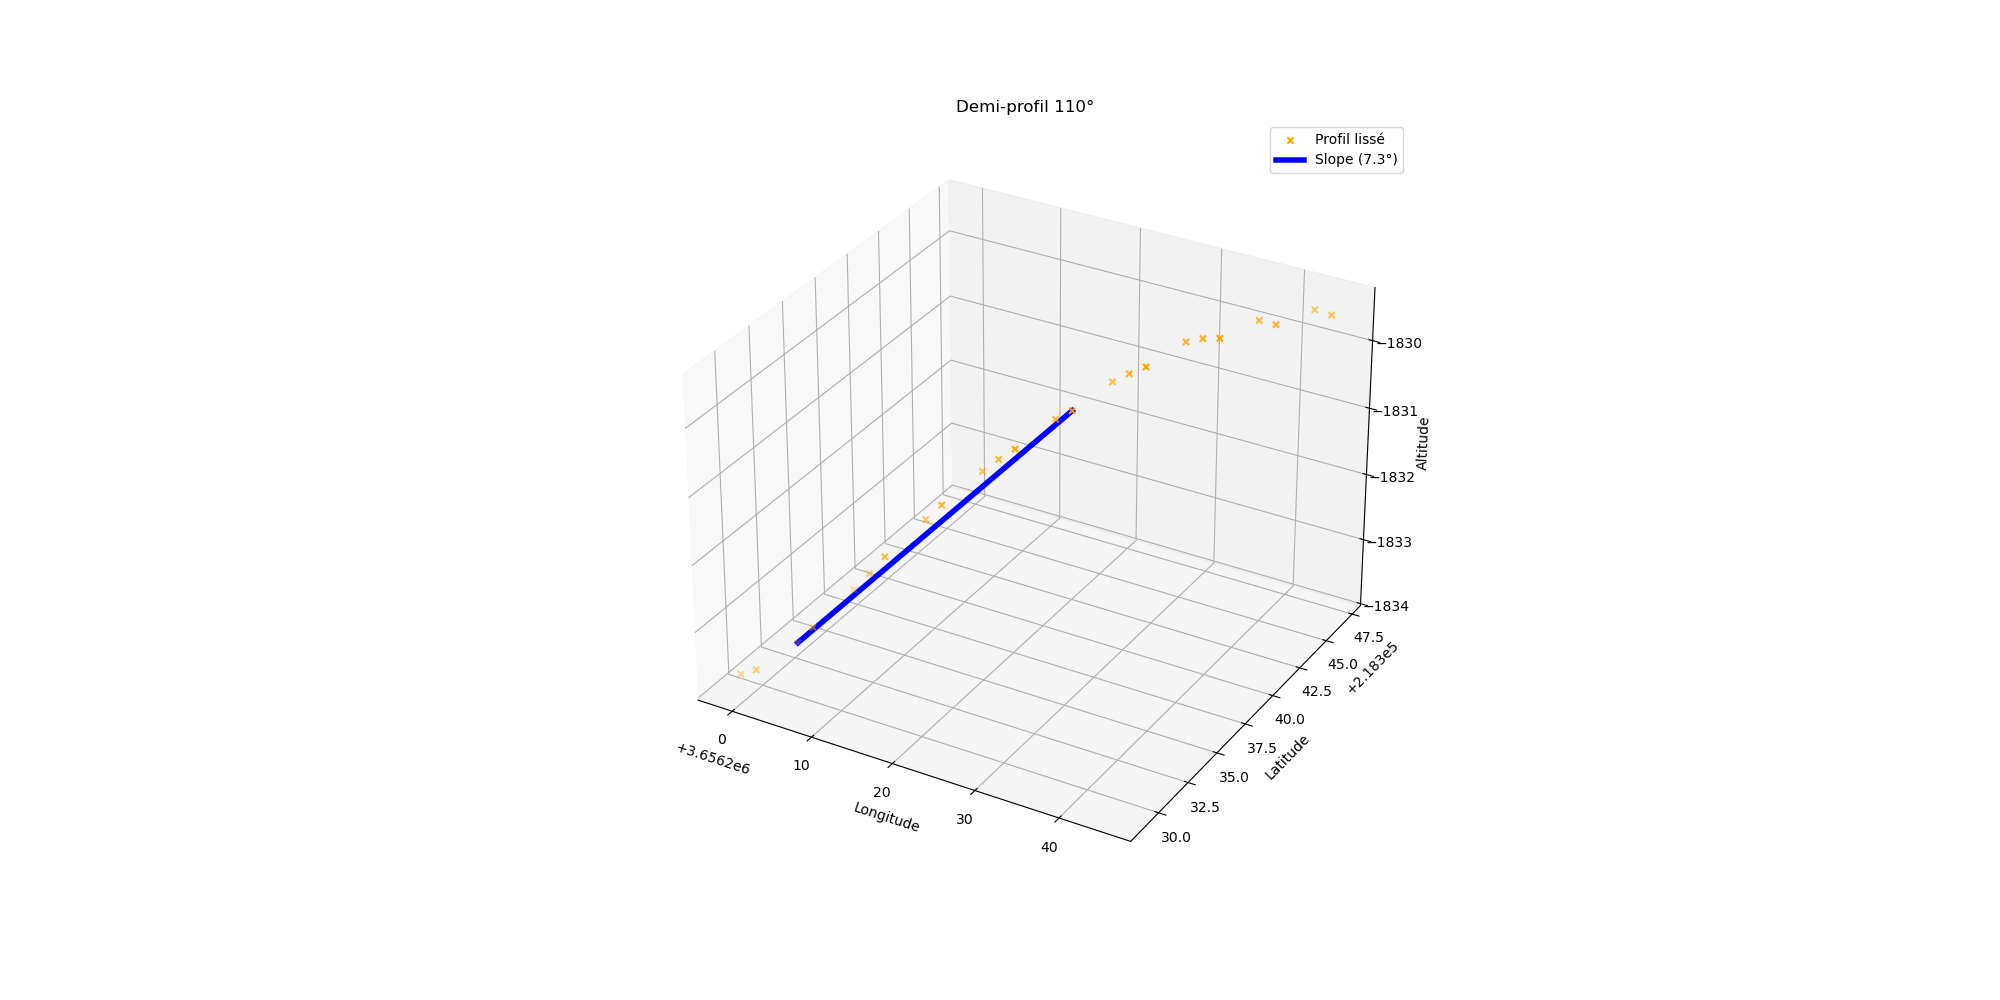 Demi-profil 110°
Profil lissé
Slope (7.3°)
−1830
−1831
−1832
−1833
−1834
Altitude
47.5
45.0
42.5
40.0
37.5
35.0
32.5
30.0
+2.183e5
Latitude
0
10
20
30
40
+3.6562e6
Longitude